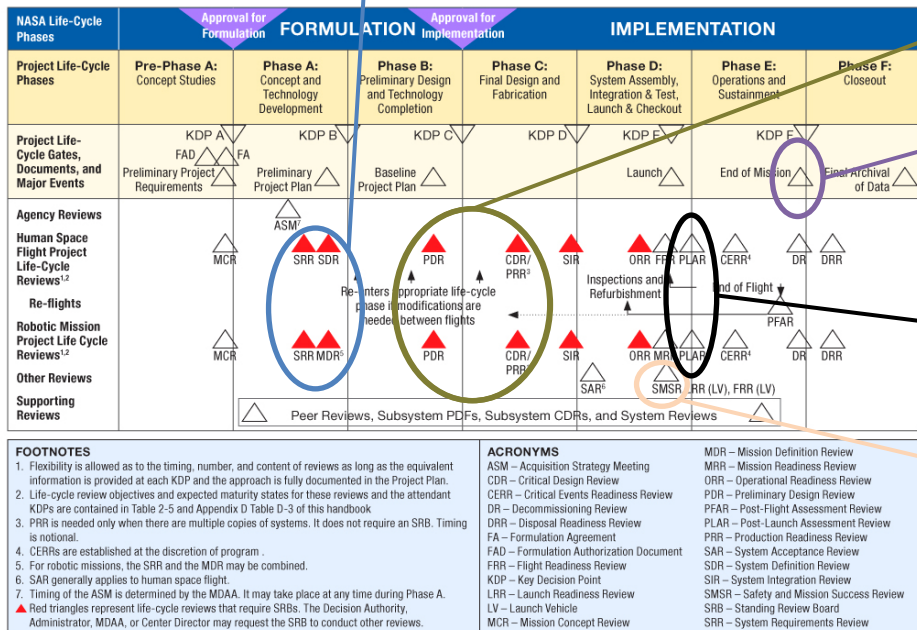 NASA Life-Cycle
Phases
Approval for
Formulation
FORMULATION
Approval for
Implementation
IMPLEMENTATION
Project Life-Cycle
Phases
Pre-Phase A:
Concept Studies
Phase A:
Concept and
Technology
Development
Phase B:
Preliminary Design
and Technology
Completion
Phase C:
Final Design and
Fabrication
Phase D:
System Assembly,
Integration & Test,
Launch & Checkout
Phase E:
Operations and
Sustainment
Phase F:
Closeout
Project Life-
Cycle Gates,
Documents, and
Major Events
KDP A
KDP B
KDP C
KDP D
KDP E
KDP F
FAD
FA
Preliminary Project
Requirements
Preliminary
Project Plan
Baseline
Project Plan
Launch
End of Mission
Final Archival
of Data
Agency Reviews
ASM7
Human Space
Flight Project
Life-Cycle
Reviews1,2
MCR
SRR
SDR
PDR
CDR/
PRR3
SIR
ORR
FRR
PLAR
CERR4
DR
DRR
Re-flights
Re-enters appropriate life-cycle
phase if modifications are
needed between flights
Inspections and
Refurbishment
End of Flight
PFAR
Robotic Mission
Project Life Cycle
Reviews1,2
MCR
SRR
MDR5
PDR
CDR/
PRR
SIR
ORR
MRR
PLAR
CERR4
DR
DRR
Other Reviews
SAR6
SMSR
LRR (LV), FRR (LV)
Supporting
Reviews
Peer Reviews, Subsystem PDFs, Subsystem CDRs, and System Reviews
FOOTNOTES
1. Flexibility is allowed as to the timing, number, and content of reviews as long as the equivalent
information is provided at each KDP and the approach is fully documented in the Project Plan.
2. Life-cycle review objectives and expected maturity states for these reviews and the attendant
KDPs are contained in Table 2-5 and Appendix D Table D-3 of this handbook
3. PRR is needed only when there are multiple copies of systems. It does not require an SRB. Timing
is notional.
4. CERRs are established at the discretion of program .
5. For robotic missions, the SRR and the MDR may be combined.
6. SAR generally applies to human space flight.
7. Timing of the ASM is determined by the MDAA. It may take place at any time during Phase A.
Red triangles represent life-cycle reviews that require SRBs. The Decision Authority,
Administrator, MDAA, or Center Director may request the SRB to conduct other reviews.
ACRONYMS
ASM – Acquisition Strategy Meeting
CDR – Critical Design Review
CERR – Critical Events Readiness Review
DR – Decommissioning Review
DRR – Disposal Readiness Review
FA – Formulation Agreement
FAD – Formulation Authorization Document
FRR – Flight Readiness Review
KDP – Key Decision Point
LRR – Launch Readiness Review
LV – Launch Vehicle
MCR – Mission Concept Review
MDR – Mission Definition Review
MRR – Mission Readiness Review
ORR – Operational Readiness Review
PDR – Preliminary Design Review
PFAR – Post-Flight Assessment Review
PLAR – Post-Launch Assessment Review
PRR – Production Readiness Review
SAR – System Acceptance Review
SDR – System Definition Review
SIR – System Integration Review
SMSR – Safety and Mission Success Review
SRB – Standing Review Board
SRR – System Requirements Review